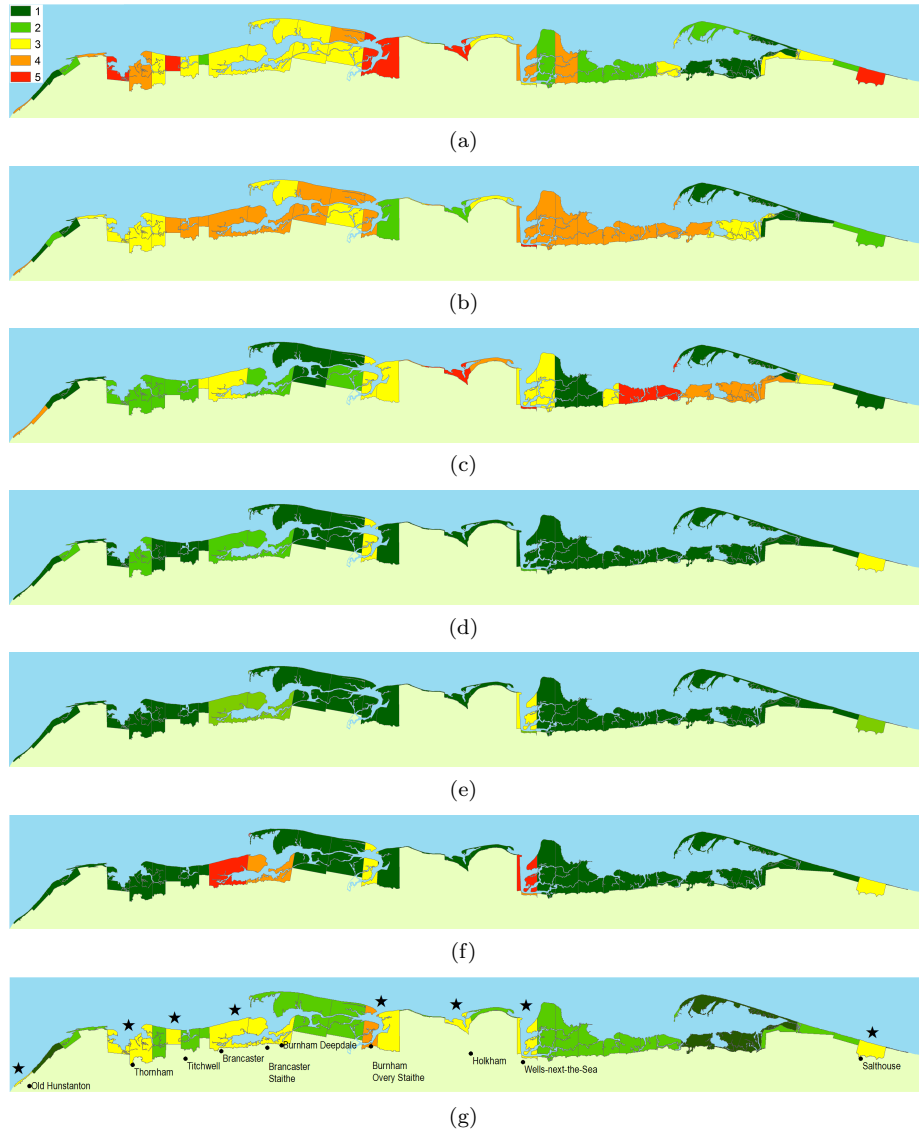 1
2
3
4
5
(a)
(b)
(c)
(d)
(e)
(f)
Old Hunstanton
Thornham
Titchwell
Brancaster
Brancaster
Staithe
Burnham Deepdale
Burnham
Overy Staithe
Holkham
Wells-next-the-Sea
Salthouse
(g)